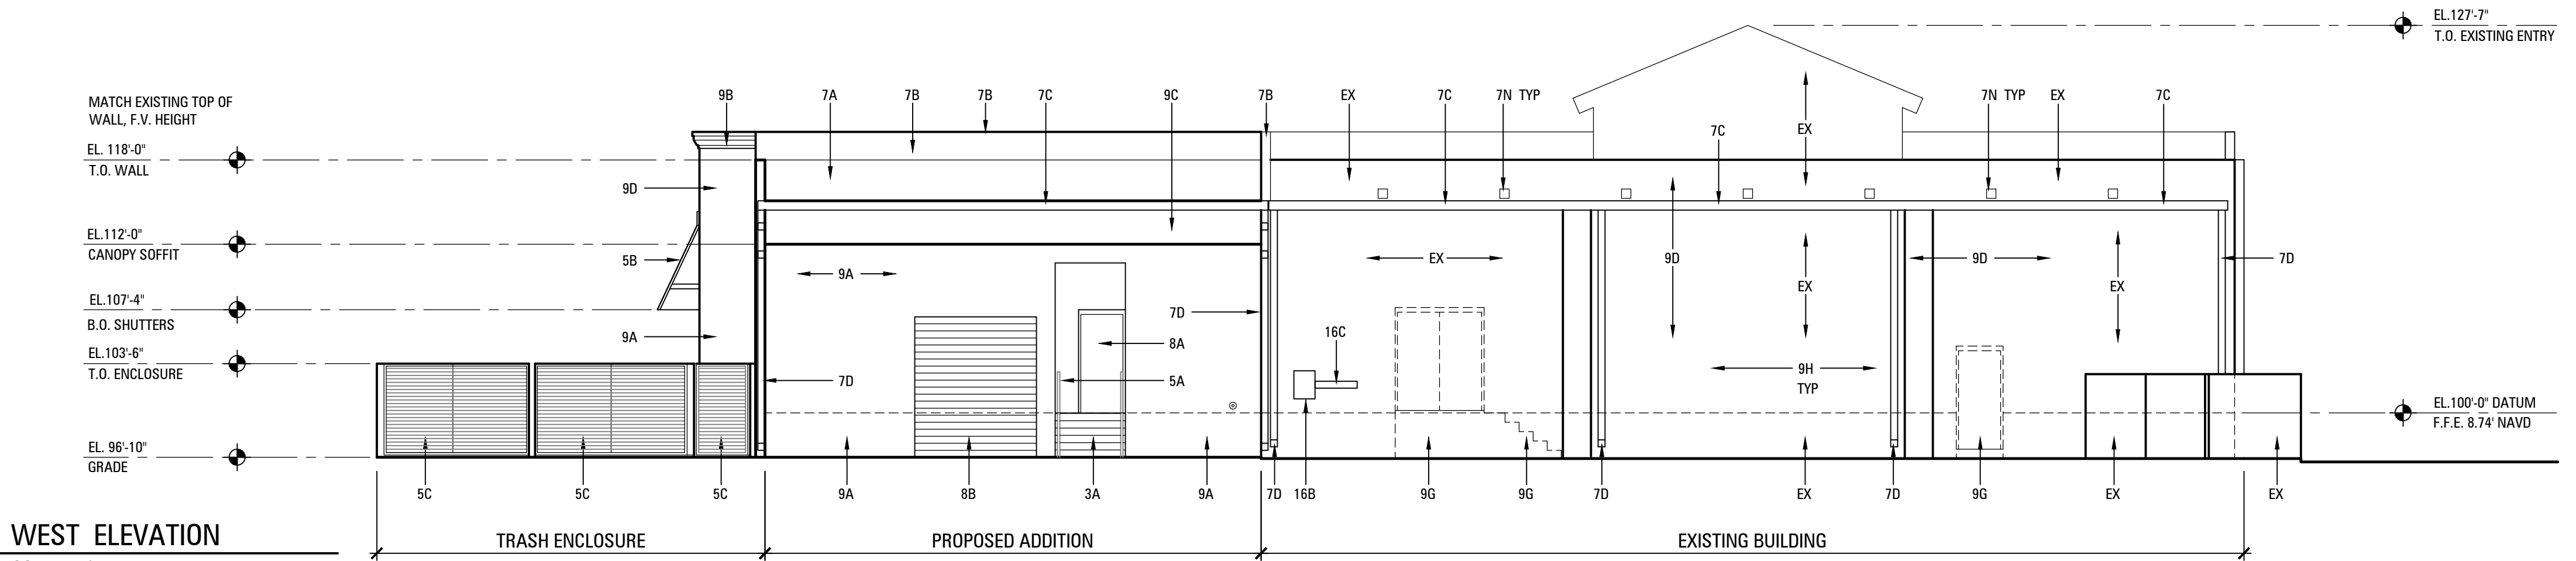 EL.127'-7"
T.O. EXISTING ENTRY
MATCH EXISTING TOP OF
WALL, F.V. HEIGHT
9B 7A 7B 7B 7C 9C 7B EX 7C 7N TYP 7N TYP EX 7C
7C EX
EL. 118'-0"
T.O. WALL
9D
EL.112'-0"
CANOPY SOFFIT
5B 9A EX 9D 9D 7D
EX EX
EL.107'-4"
B.O. SHUTTERS
7D
9A 8A 16C
EL.103'-6"
T.O. ENCLOSURE
9H
TYP
7D 5A
EL.100'-0" DATUM
F.F.E. 8.74' NAVD
EL. 96'-10"
GRADE
5C 5C 5C 9A 8B 3A 9A 7D 16B 9G 9G 7D EX 7D 9G EX EX
WEST ELEVATION
TRASH ENCLOSURE PROPOSED ADDITION EXISTING BUILDING